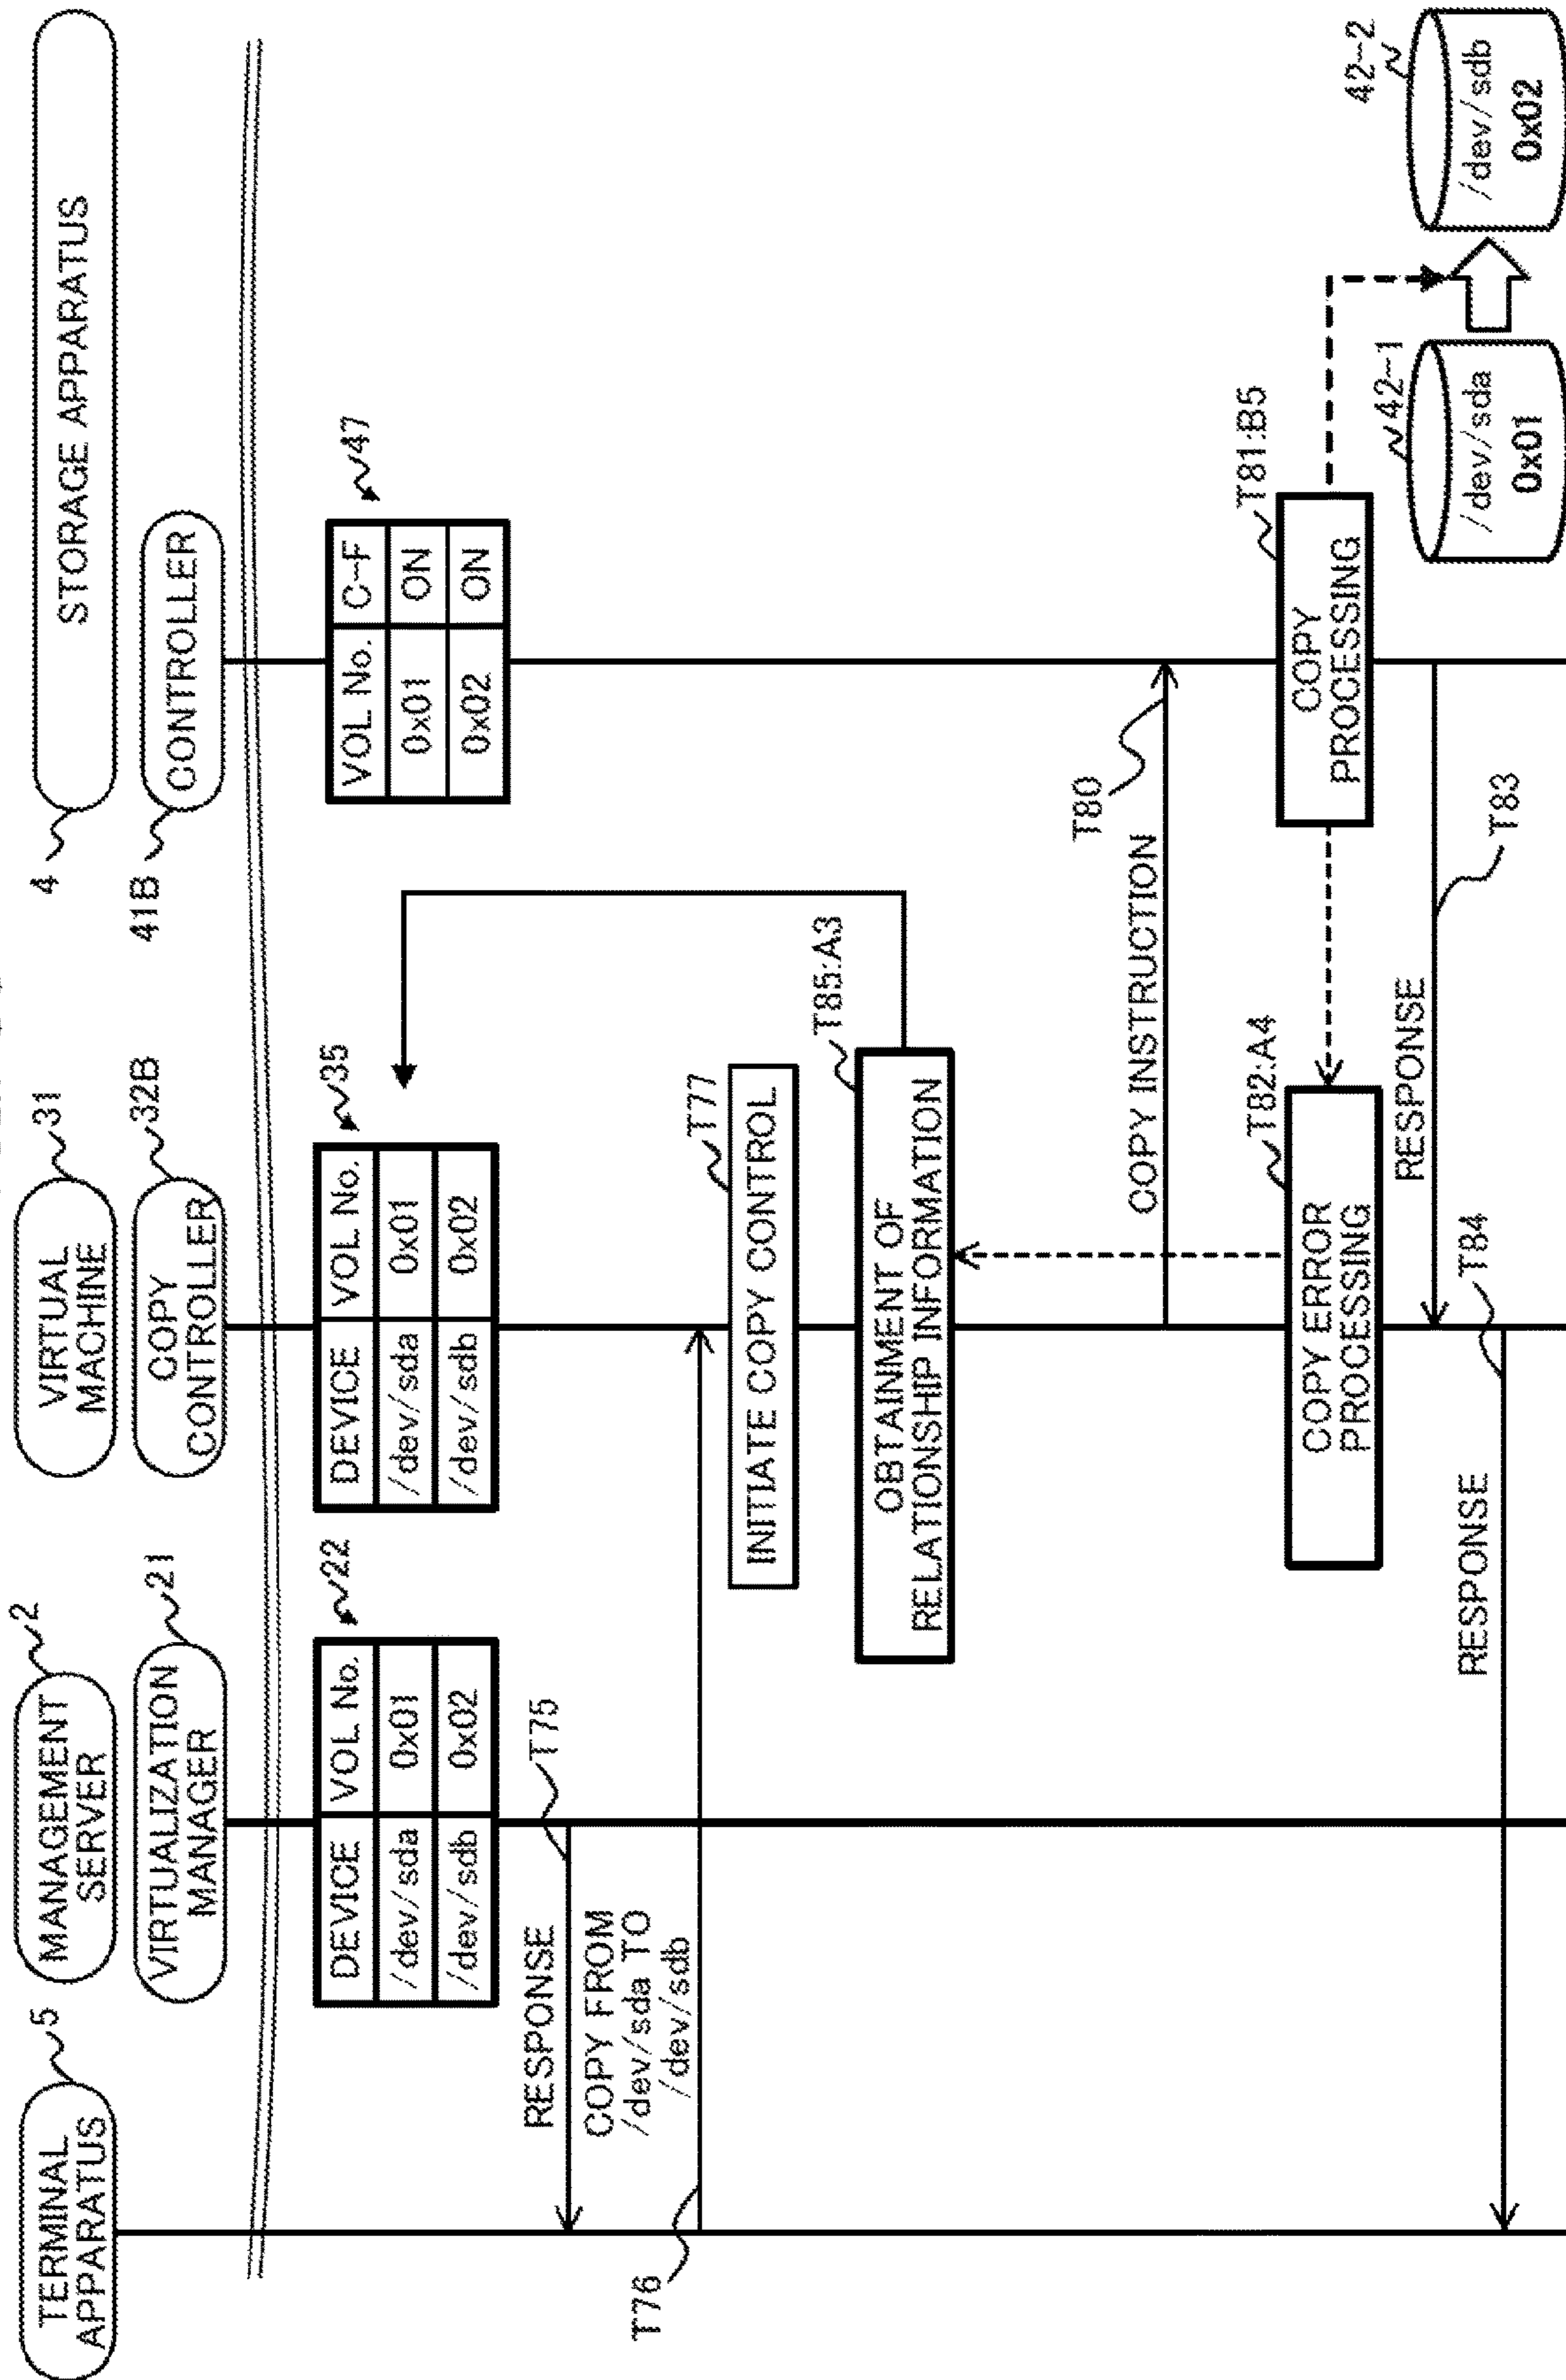 TERMINAL
APPARATUS
5
MANAGEMENT
SERVER
2
VIRTUAL
MACHINE
31
STORAGE APPARATUS
4
VIRTUALIZATION
MANAGER
21
COPY
CONTROLLER
32B
CONTROLLER
41B
DEVICE VOL No.
/dev/sda 0x01
/dev/sdb 0x02
22
DEVICE VOL No.
/dev/sda 0x01
/dev/sdb 0x02
35
VOL No. C-F
0x01 ON
0x02 ON
47
RESPONSE
T75
COPY FROM
/dev/sda TO
/dev/sdb
T76
INITIATE COPY CONTROL
T77
OBTAINMENT OF
RELATIONSHIP INFORMATION
T85:A3
COPY INSTRUCTION
T80
COPY ERROR
PROCESSING
T82:A4
COPY
PROCESSING
T81:B5
RESPONSE
T83
RESPONSE
T84
42-1
/dev/sda
0x01
42-2
/dev/sdb
0x02